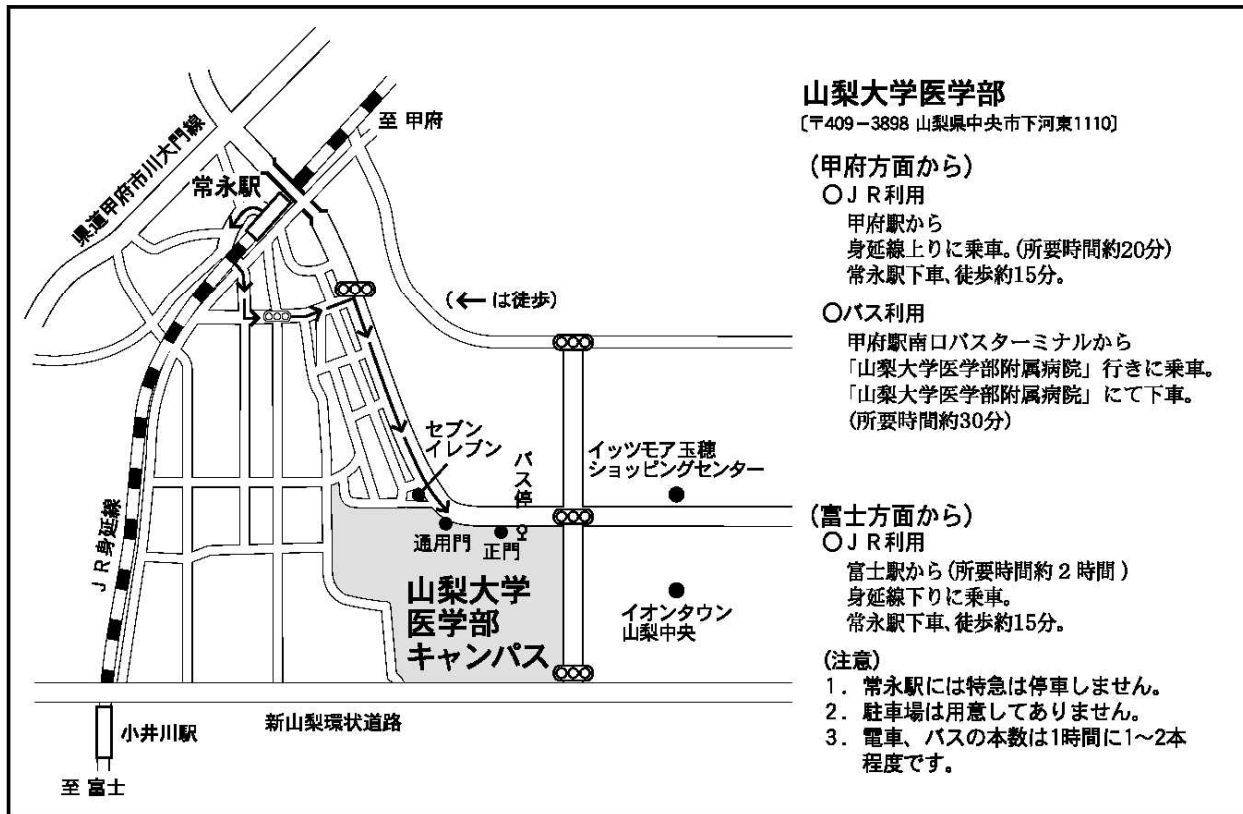 至 甲府
県道甲府市川大門線
常永駅
(← は徒歩)
セブン
イレブン
バス停
イッツモア玉穂
ショッピングセンター
通用門
正門
山梨大学
医学部
キャンパス
イオンタウン
山梨中央
JR身延線
小井川駅
新山梨環状道路
至 富士
山梨大学医学部
〔〒409-3898 山梨県中央市下河東1110〕
(甲府方面から)
○JR利用
甲府駅から
身延線上りに乗車。(所要時間約20分)
常永駅下車、徒歩約15分。
○バス利用
甲府駅南口バスターミナルから
「山梨大学医学部附属病院」行きに乗車。
「山梨大学医学部附属病院」にて下車。
(所要時間約30分)
(富士方面から)
○JR利用
富士駅から(所要時間約2時間)
身延線下りに乗車。
常永駅下車、徒歩約15分。
(注意)
1. 常永駅には特急は停車しません。
2. 駐車場は用意してありません。
3. 電車、バスの本数は1時間に1~2本
程度です。